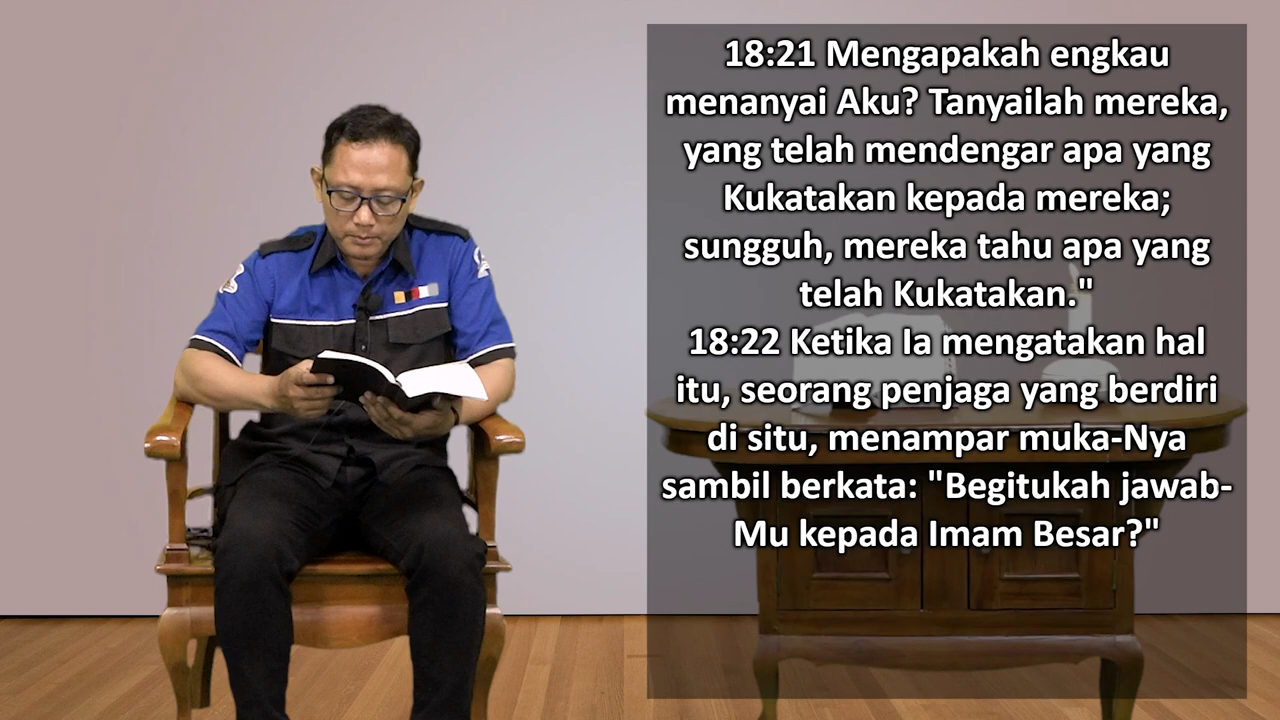 18:21 Mengapakah engkau
menanyai Aku? Tanyailah mereka,
yang telah mendengar apa yang
Kukatakan kepada mereka;
sungguh, mereka tahu apa yang
telah Kukatakan."
18:22 Ketika Ia mengatakan hal
itu, seorang penjaga yang berdiri
di situ, menampar muka-Nya
sambil berkata: "Begitukah jawab-
Mu kepada Imam Besar?"